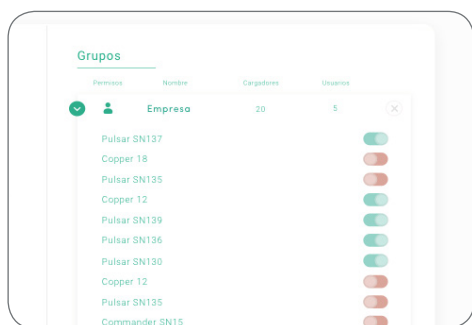 Grupos
Permisos Nombre Cargadores Usuarios
Empresa 20 5
Pulsar SN137
Copper 18
Pulsar SN135
Copper 12
Pulsar SN139
Pulsar SN136
Pulsar SN130
Copper 12
Pulsar SN135
Commander SN15